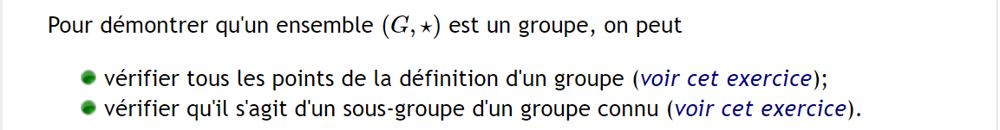 Pour démontrer qu'un ensemble (G,⋆) est un groupe, on peut
vérifier tous les points de la définition d'un groupe (voir cet exercice);
vérifier qu'il s'agit d'un sous-groupe d'un groupe connu (voir cet exercice).